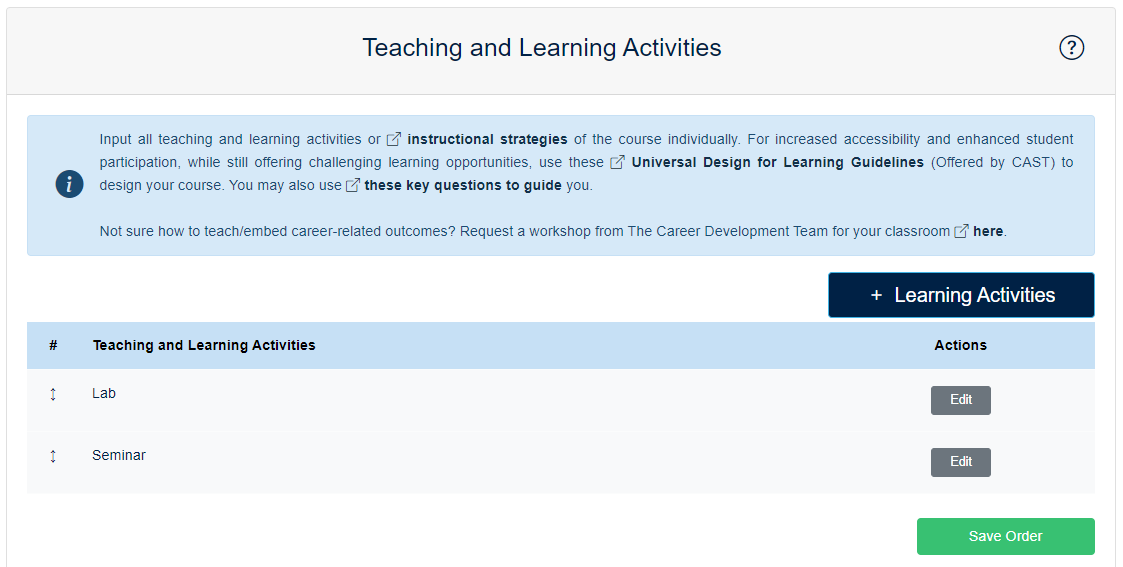 Teaching and Learning Activities
?
Input all teaching and learning activities or instructional strategies of the course individually. For increased accessibility and enhanced student
participation, while still offering challenging learning opportunities, use these Universal Design for Learning Guidelines (Offered by CAST) to
i
design your course. You may also use these key questions to guide you.
Not sure how to teach/embed career-related outcomes? Request a workshop from The Career Development Team for your classroom here.
+ Learning Activities
# Teaching and Learning Activities Actions
Lab Edit
Seminar Edit
Save Order